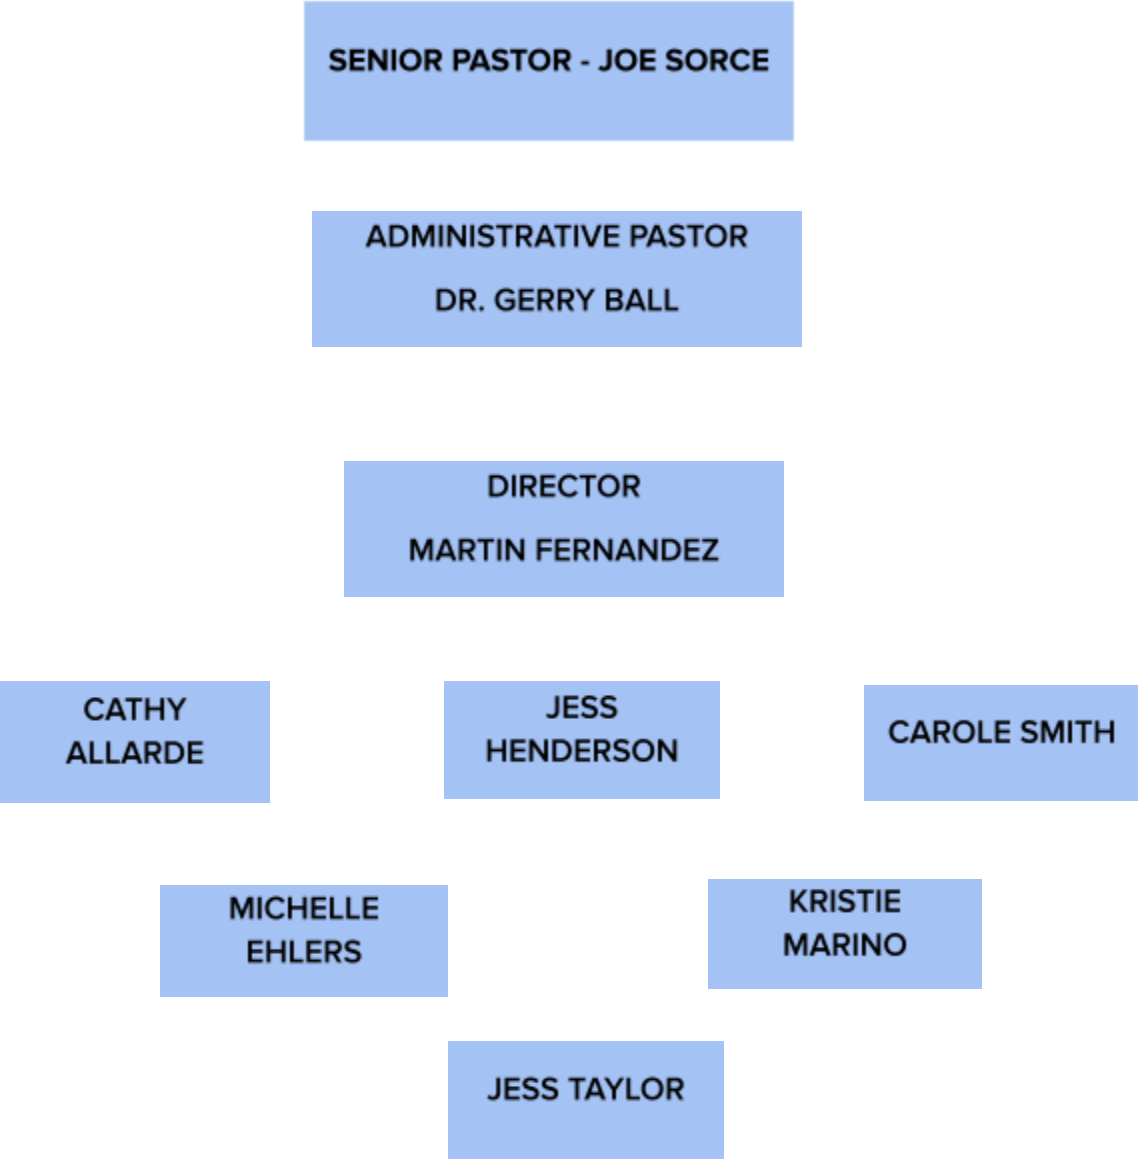 SENIOR PASTOR - JOE SORCE
ADMINISTRATIVE PASTOR
DR. GERRY BALL
DIRECTOR
MARTIN FERNANDEZ
CATHY
ALLARDE
JESS
HENDERSON
CAROLE SMITH
MICHELLE
EHLERS
KRISTIE
MARINO
JESS TAYLOR